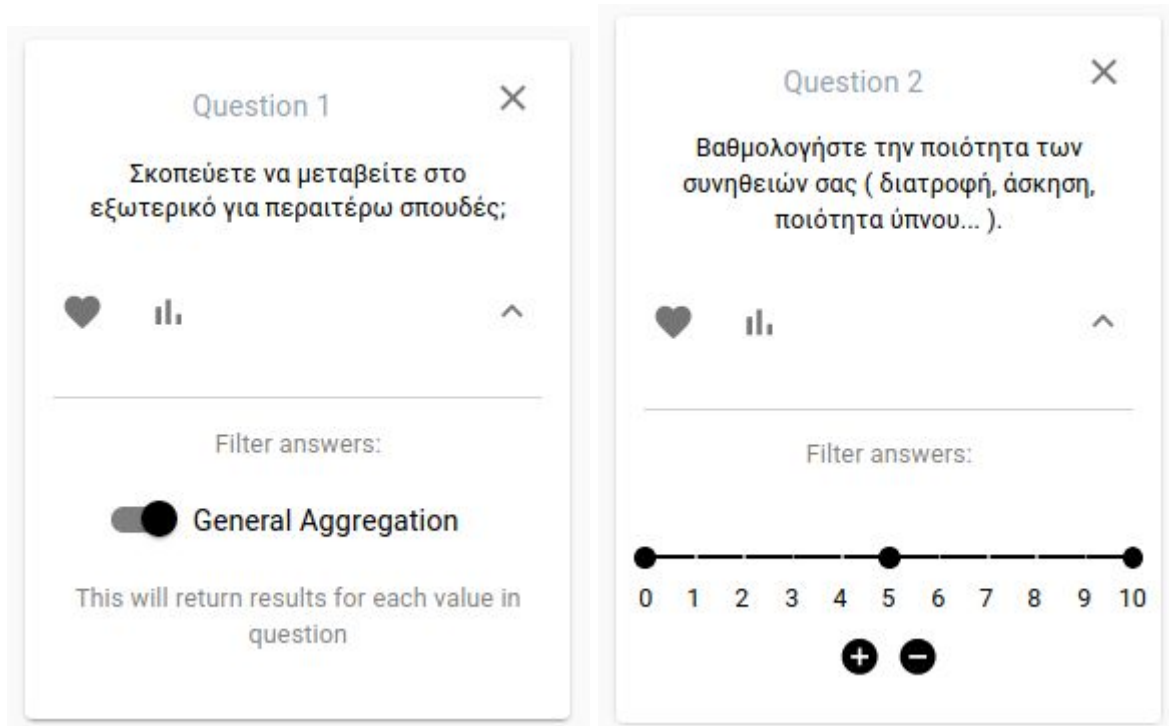 Question 1
Σκοπεύετε να μεταβείτε στο
εξωτερικό για περαιτέρω σπουδές;
Filter answers:
General Aggregation
This will return results for each value in
question
Question 2
Βαθμολογήστε την ποιότητα των
συνηθειών σας ( διατροφή, άσκηση,
ποιότητα ύπνου... ).
Filter answers:
0 1 2 3 4 5 6 7 8 9 10